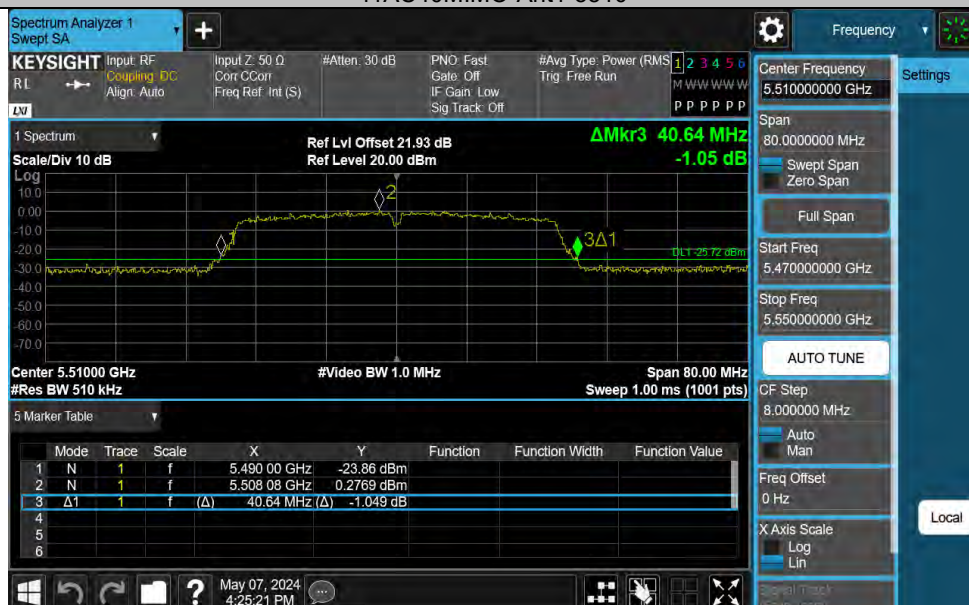 Spectrum Analyzer 1
Swept SA
Frequency
KEYSIGHT
RL
LXI
Input: RF
Coupling: DC
Align: Auto
Input Z: 50 Ω
Corr CCorr
Freq Ref: Int (S)
#Atten: 30 dB
PNO: Fast
Gate: Off
IF Gain: Low
Sig Track: Off
#Avg Type: Power (RMS
Trig: Free Run
1 2 3 4 5 6
M W W W W W
P P P P P P
Center Frequency
5.510000000 GHz
Settings
1 Spectrum
Scale/Div 10 dB
Ref Lvl Offset 21.93 dB
Ref Level 20.00 dBm
ΔMkr3 40.64 MHz
-1.05 dB
Span
80.0000000 MHz
Swept Span
Zero Span
Log
10.0
0.00
-10.0
-20.0
-30.0
-40.0
-50.0
-60.0
-70.0
2
1
3Δ1
DL1 -25.72 dBm
Full Span
Start Freq
5.470000000 GHz
Stop Freq
5.550000000 GHz
AUTO TUNE
Center 5.51000 GHz
#Video BW 1.0 MHz
Span 80.00 MHz
#Res BW 510 kHz
Sweep 1.00 ms (1001 pts)
CF Step
8.000000 MHz
Auto
Man
5 Marker Table
Mode Trace Scale X Y Function Function Width Function Value
1 N 1 f 5.490 00 GHz -23.86 dBm
2 N 1 f 5.508 08 GHz 0.2769 dBm
3 Δ1 1 f (Δ) 40.64 MHz (Δ) -1.049 dB
4
5
6
Freq Offset
0 Hz
X Axis Scale
Log
Lin
Local
Signal Track
?
May 07, 2024
4:25:21 PM